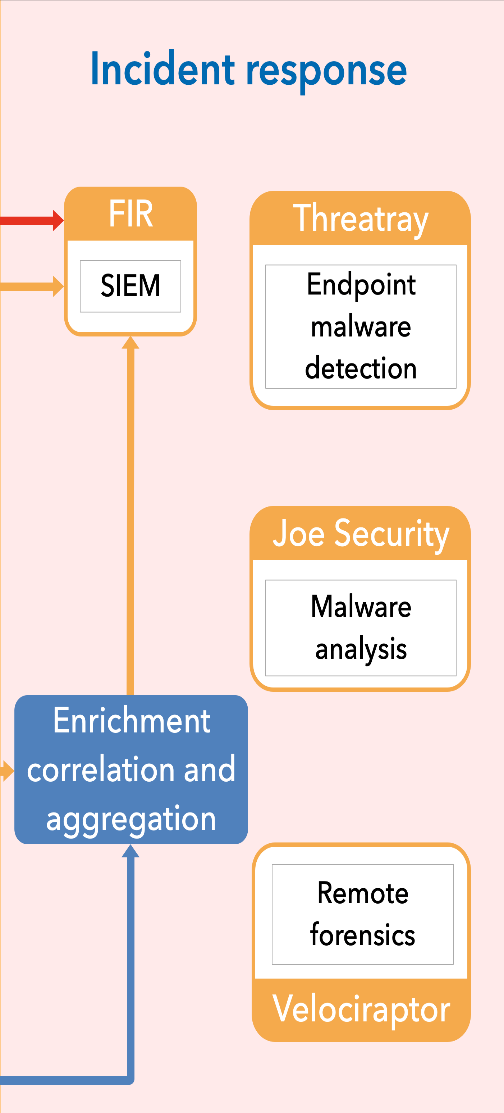 Incident response
FIR
SIEM
Threatray
Endpoint
malware
detection
Joe Security
Malware
analysis
Enrichment
correlation and
aggregation
Remote
forensics
Velociraptor